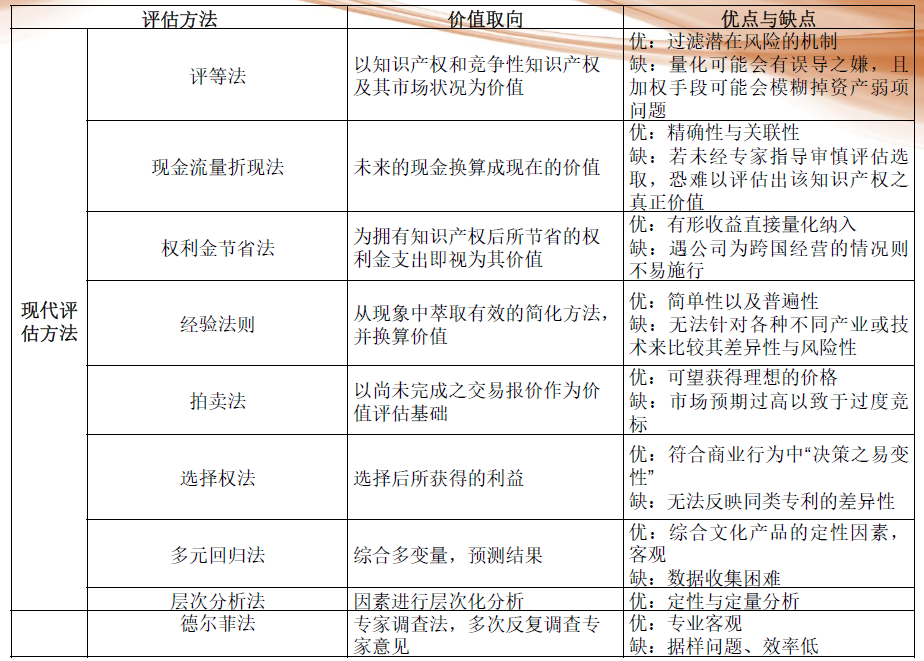 评估方法 价值取向 优点与缺点
现代评
估方法
评等法
以知识产权和竞争性知识产权
及其市场状况为价值
优：过滤潜在风险的机制
缺：量化可能会有误导之嫌，且
加权手段可能会模糊掉资产弱项
问题
现金流量折现法
未来的现金换算成现在的价值
优：精确性与关联性
缺：若未经专家指导审慎评估选
取，恐难以评估出该知识产权之
真正价值
权利金节省法
为拥有知识产权后所节省的权
利金支出即视为其价值
优：有形收益直接量化纳入
缺：遇公司为跨国经营的情况则
不易施行
经验法则
从现象中萃取有效的简化方法，
并换算价值
优：简单性以及普遍性
缺：无法针对各种不同产业或技
术来比较其差异性与风险性
拍卖法
以尚未完成之交易报价作为价
值评估基础
优：可望获得理想的价格
缺：市场预期过高以致于过度竞
标
选择权法
选择后所获得的利益
优：符合商业行为中“决策之易变
性”
缺：无法反映同类专利的差异性
多元回归法
综合多变量，预测结果
优：综合文化产品的定性因素，
客观
缺：数据收集困难
层次分析法
因素进行层次化分析
优：定性与定量分析
德尔菲法
专家调查法，多次反复调查专
家意见
优：专业客观
缺：据样问题、效率低